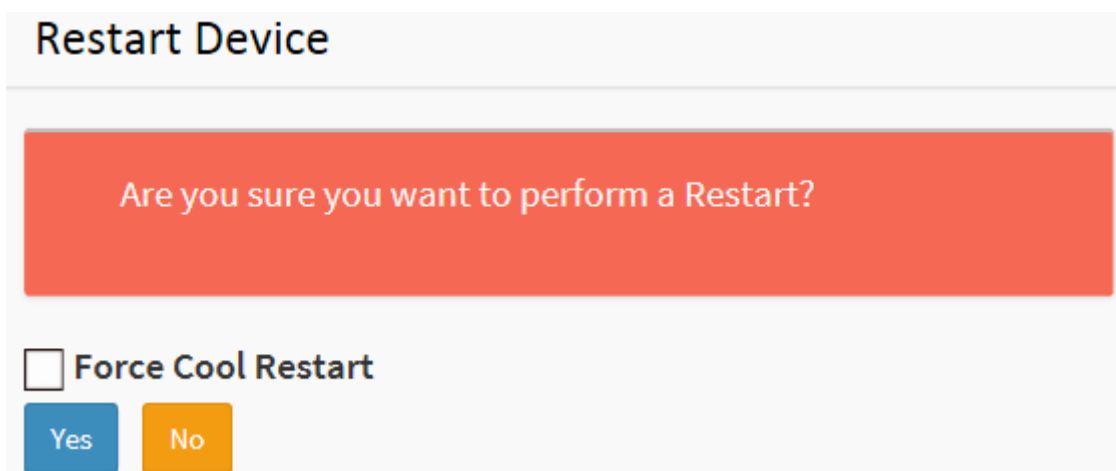 Restart Device
Are you sure you want to perform a Restart?
Force Cool Restart
Yes No